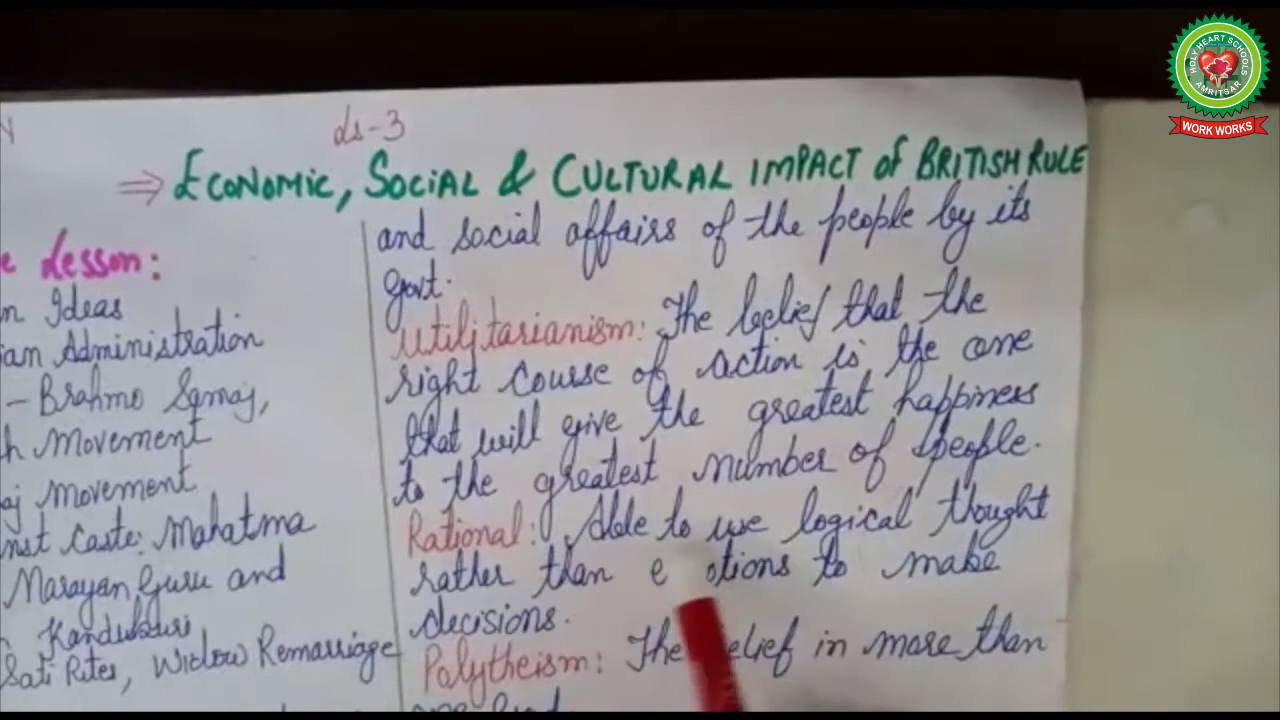 Ls-3
⇒ ECONOMIC, SOCIAL & CULTURAL IMPACT of BRITISH RULE
Lesson:
Ideas
Administration
- Brahmo Samaj,
Movement
Movement
Caste: Mahatma
Narayan Guru and
Kandukuri
Sati Rites, Widow Remarriage
and social affairs of the people by its
govt.
Utilitarianism: The belief that the
right course of action is the one
that will give the greatest happiness
to the greatest number of people.
Rational: Able to use logical thought
rather than e otions to make
decisions.
Polytheism: The elief in more than
HOLY HEART SCHOOLS
AMRITSAR
WORK WORKS